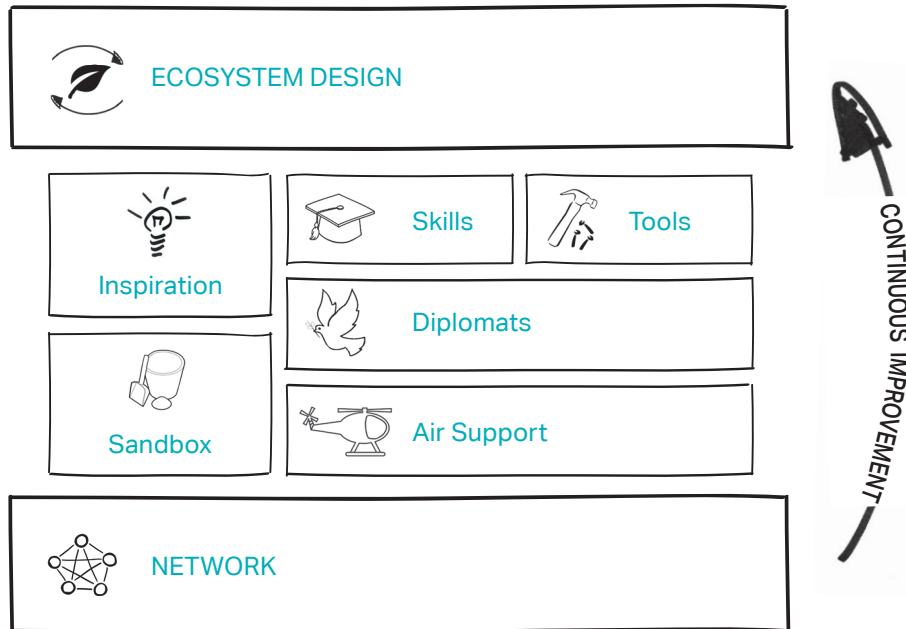 ECOSYSTEM DESIGN
Inspiration
Skills
Tools
Diplomats
Sandbox
Air Support
NETWORK
CONTINUOUS IMPROVEMENT